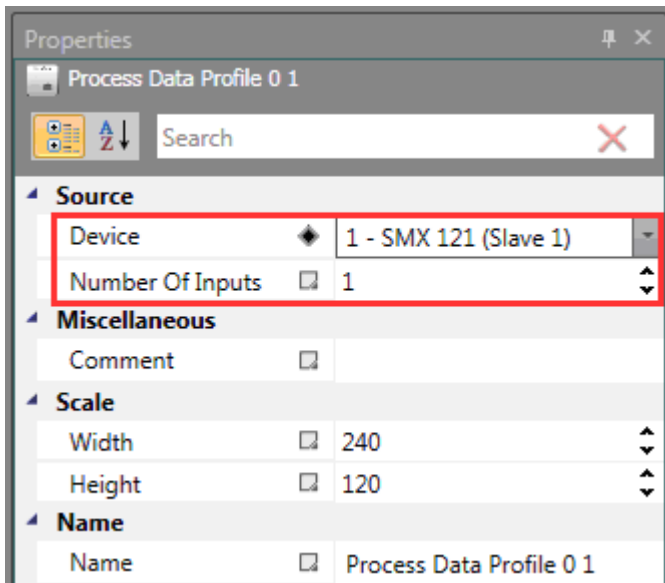 Properties
Process Data Profile 0 1
Search
Source
Device 1 - SMX 121 (Slave 1)
Number Of Inputs 1
Miscellaneous
Comment
Scale
Width 240
Height 120
Name
Name Process Data Profile 0 1